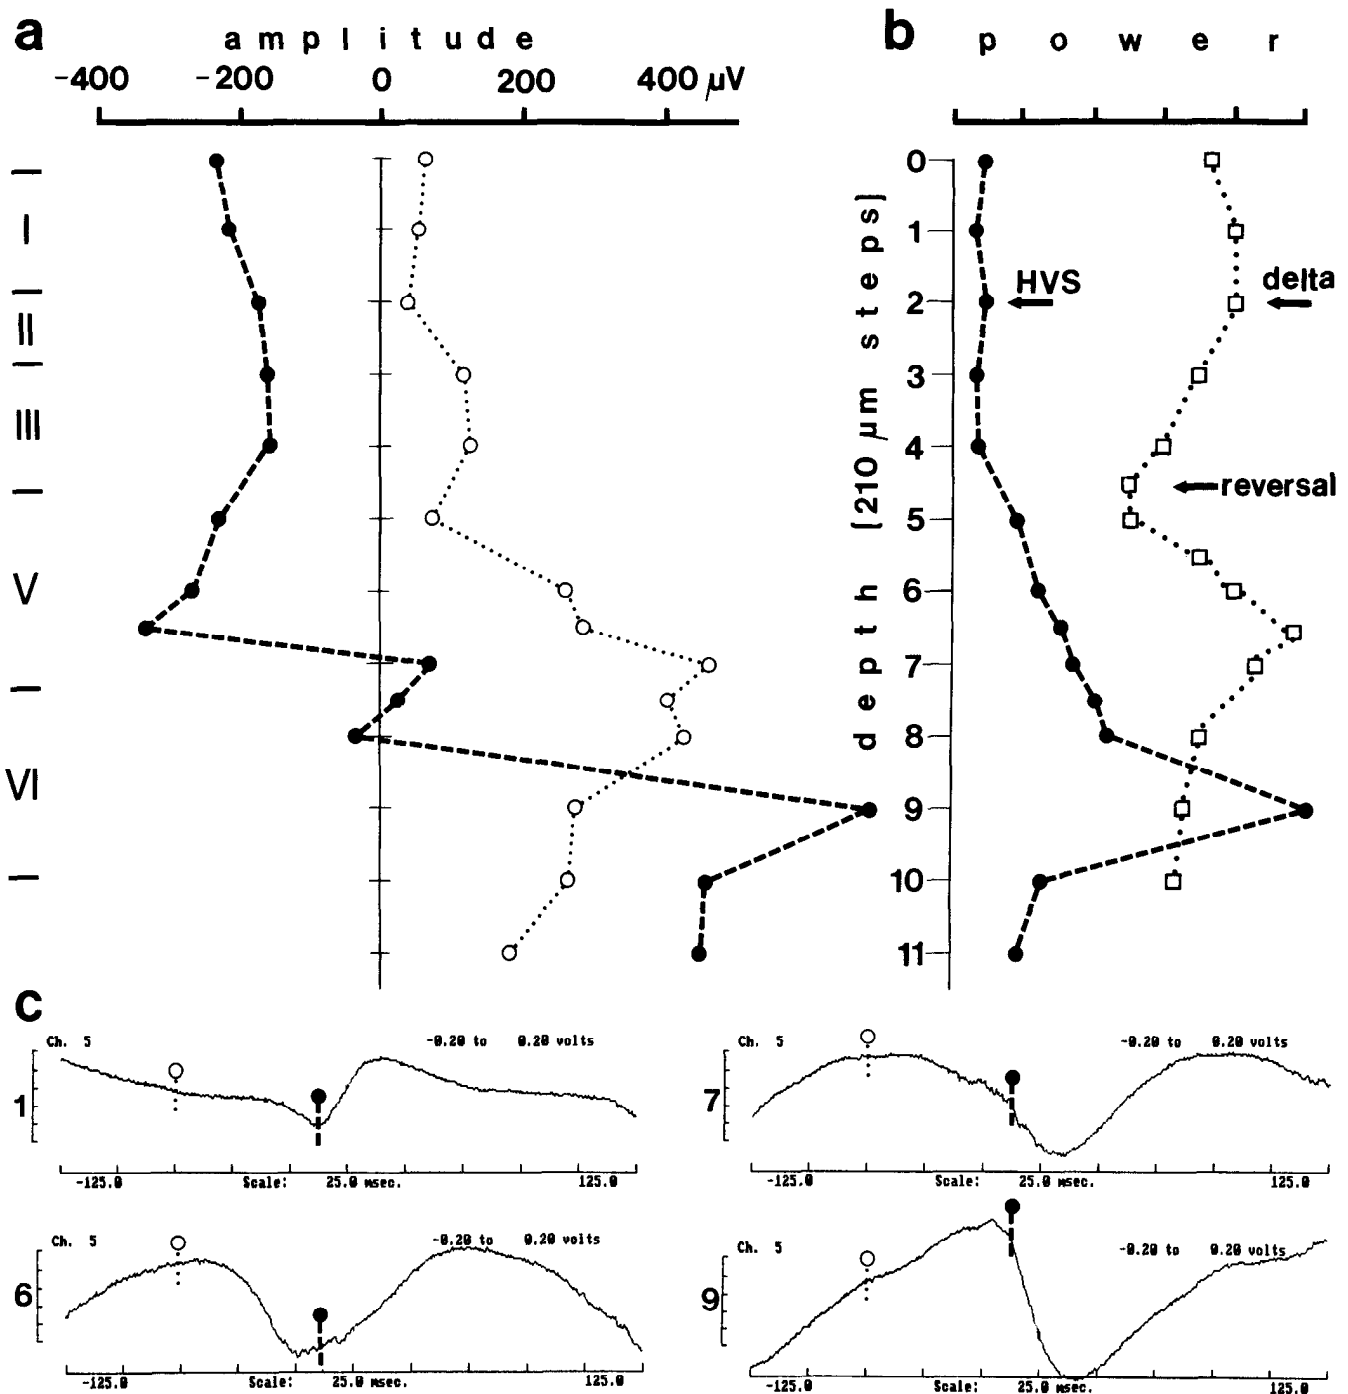 a
a m p l i t u d e
-400 -200 0 200 400 µV
I
II
III
V
VI
b
p o w e r
depth [210 µm steps]
0
1
2
3
4
5
6
7
8
9
10
11
HVS
delta
reversal
c
Ch. 5 -0.20 to 0.20 volts
1
-125.0 Scale: 25.0 msec. 125.0
Ch. 5 -0.20 to 0.20 volts
7
-125.0 Scale: 25.0 msec. 125.0
Ch. 5 -0.20 to 0.20 volts
6
-125.0 Scale: 25.0 msec. 125.0
Ch. 5 -0.20 to 0.20 volts
9
-125.0 Scale: 25.0 msec. 125.0